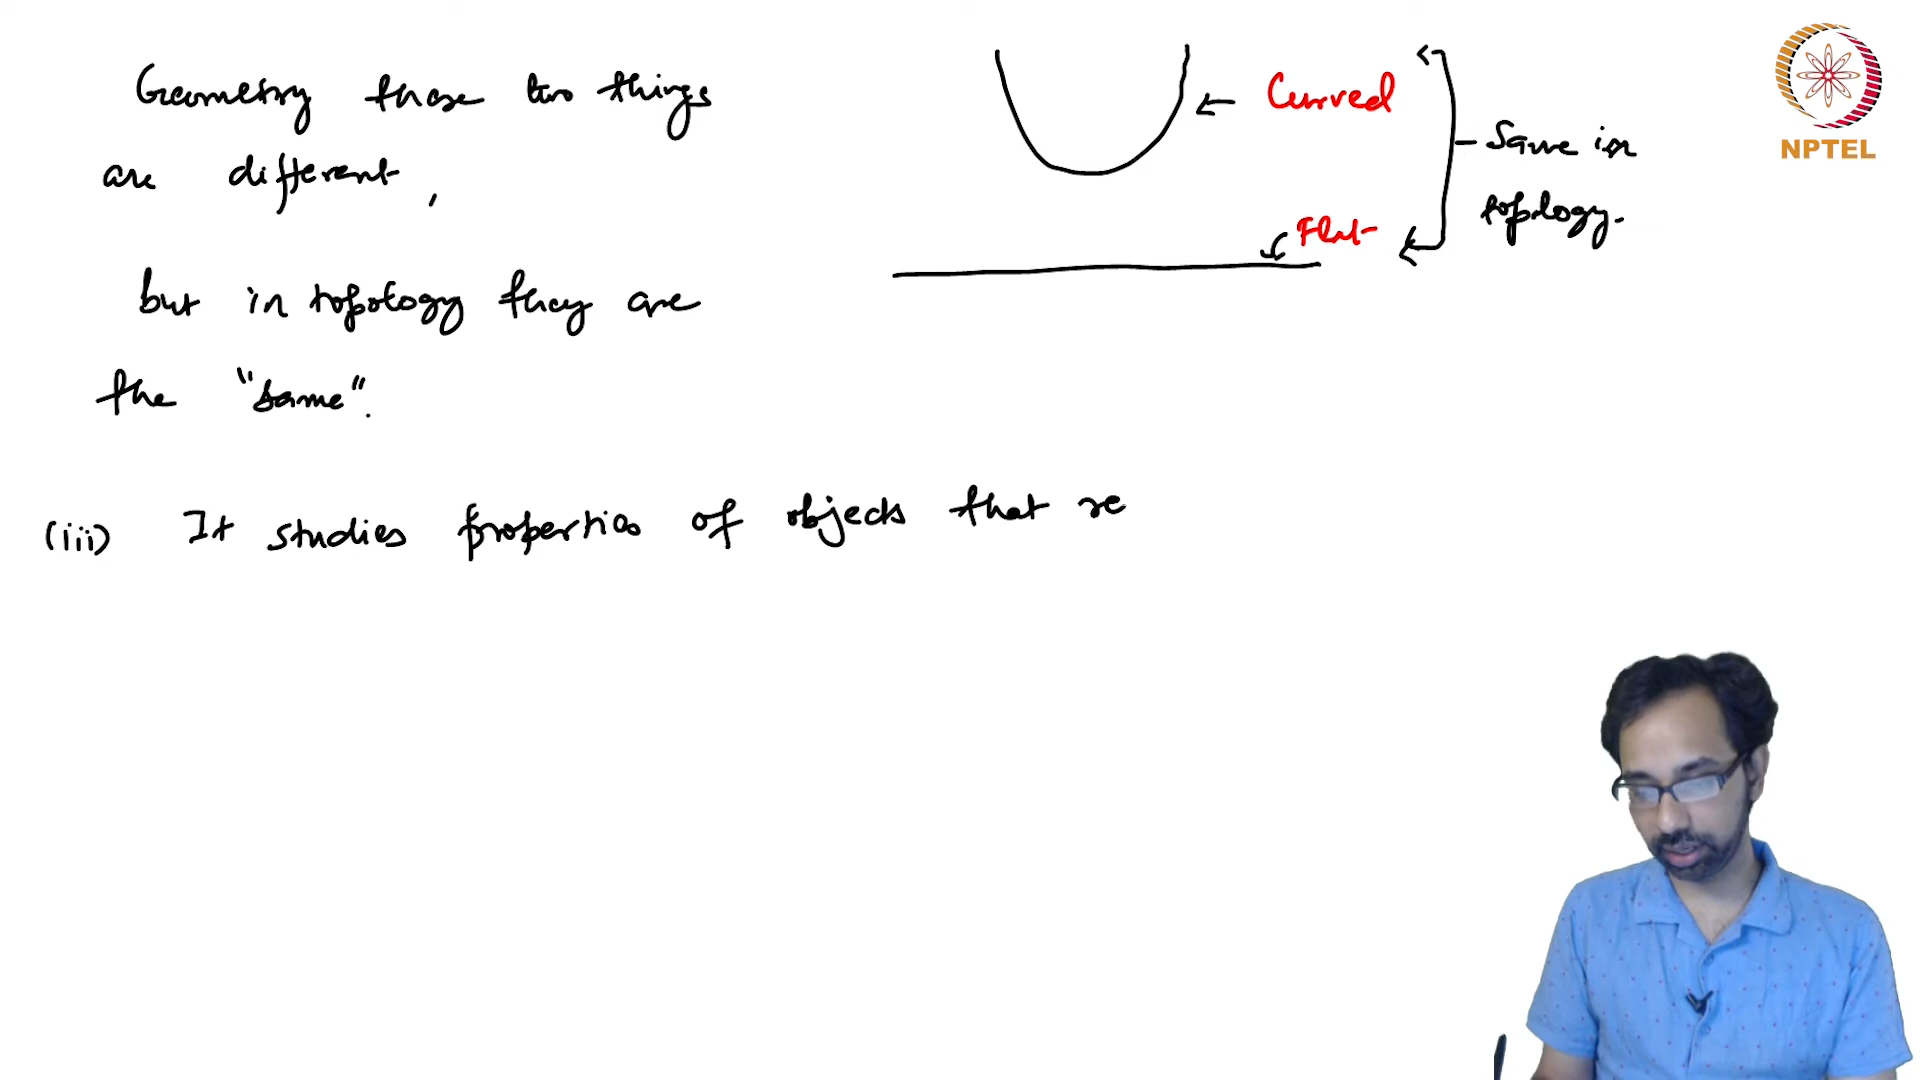 Geometry these two things
are different,
but in topology they are
the "same".
Curved
Flat
Same in
topology.
(iii) It studies properties of objects that re
NPTEL